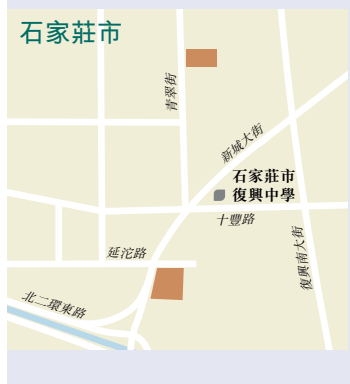 石家莊市
青翠街
新城大街
石家莊市
復興中學
十豐路
復興南大街
延沱路
北二環東路